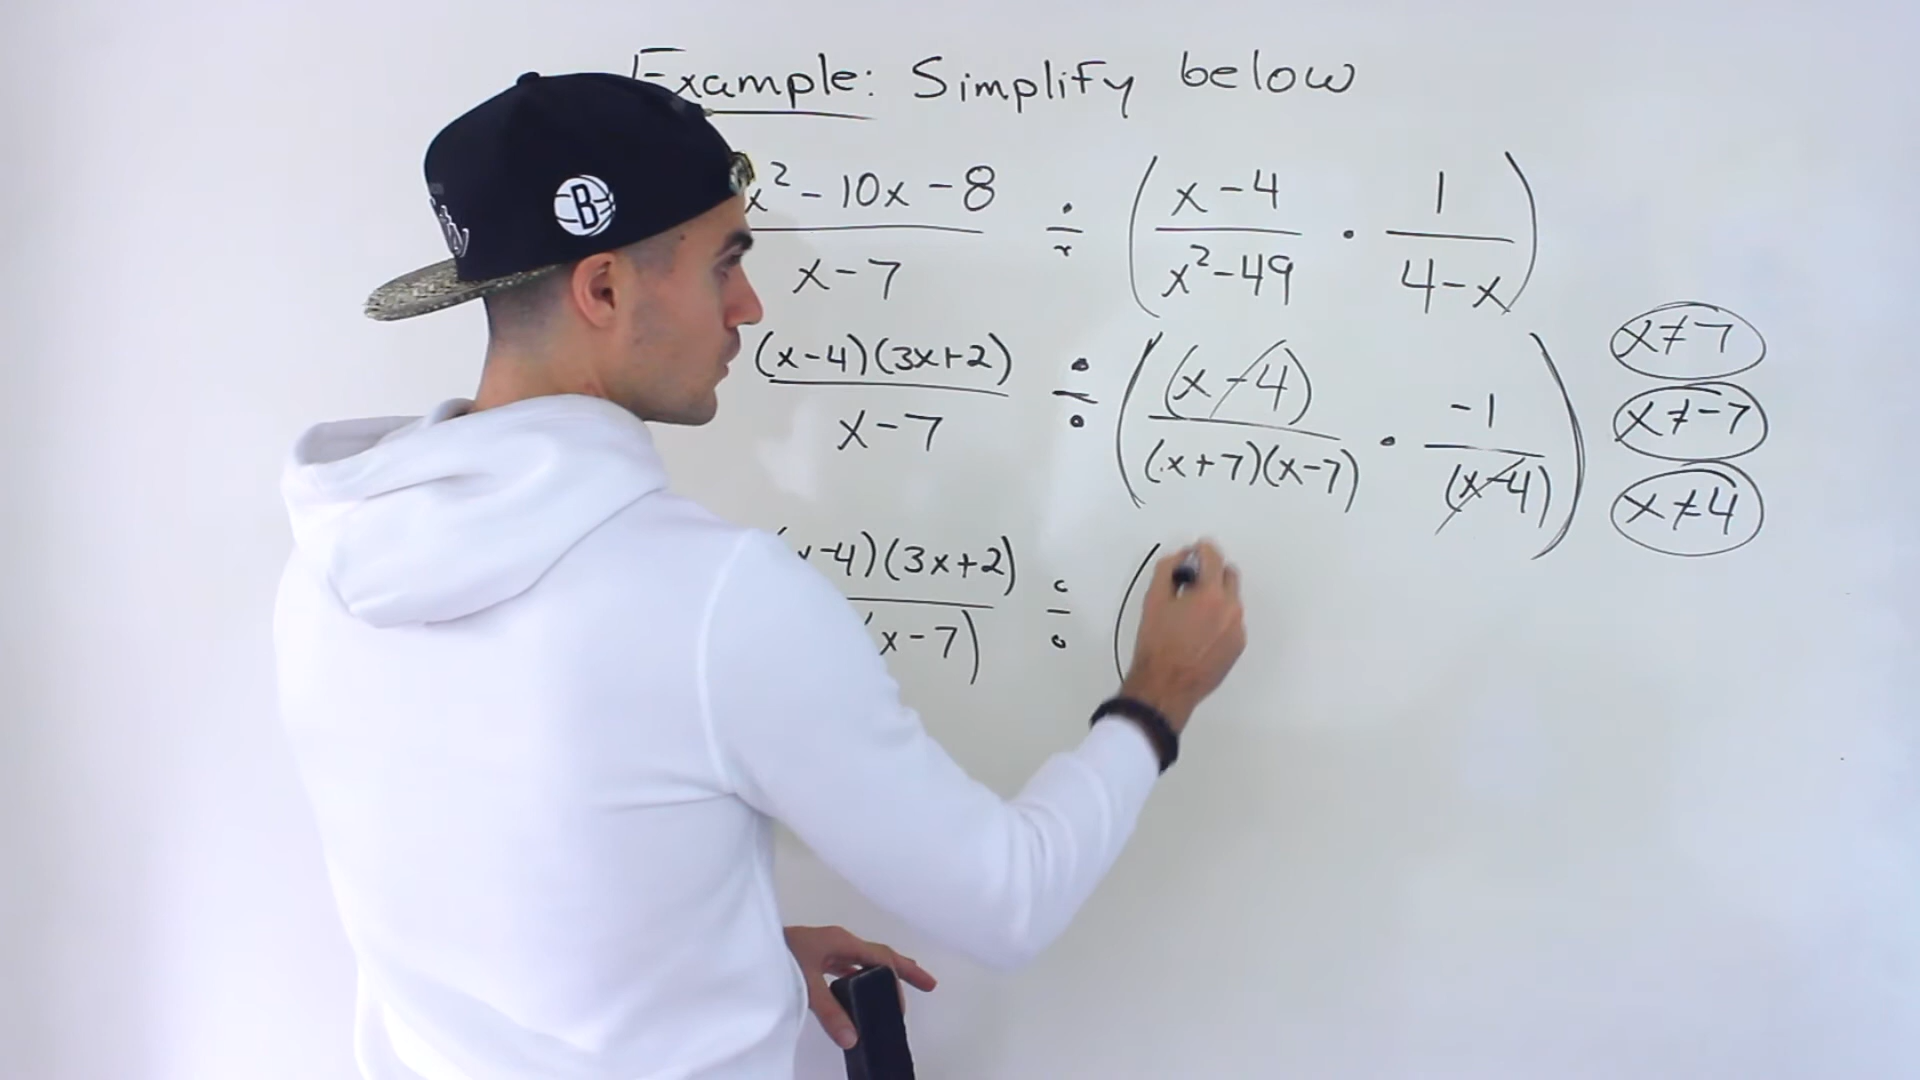 Example: Simplify below
x² - 10x - 8 / x - 7 ÷ ( x - 4 / x² - 49 · 1 / 4 - x )
(x-4)(3x+2) / x - 7 ÷ ( (x-4) / (x+7)(x-7) · -1 / (x-4) )
x ≠ 7
x ≠ -7
x ≠ 4
x-4)(3x+2) / (x-7) ÷ (
B